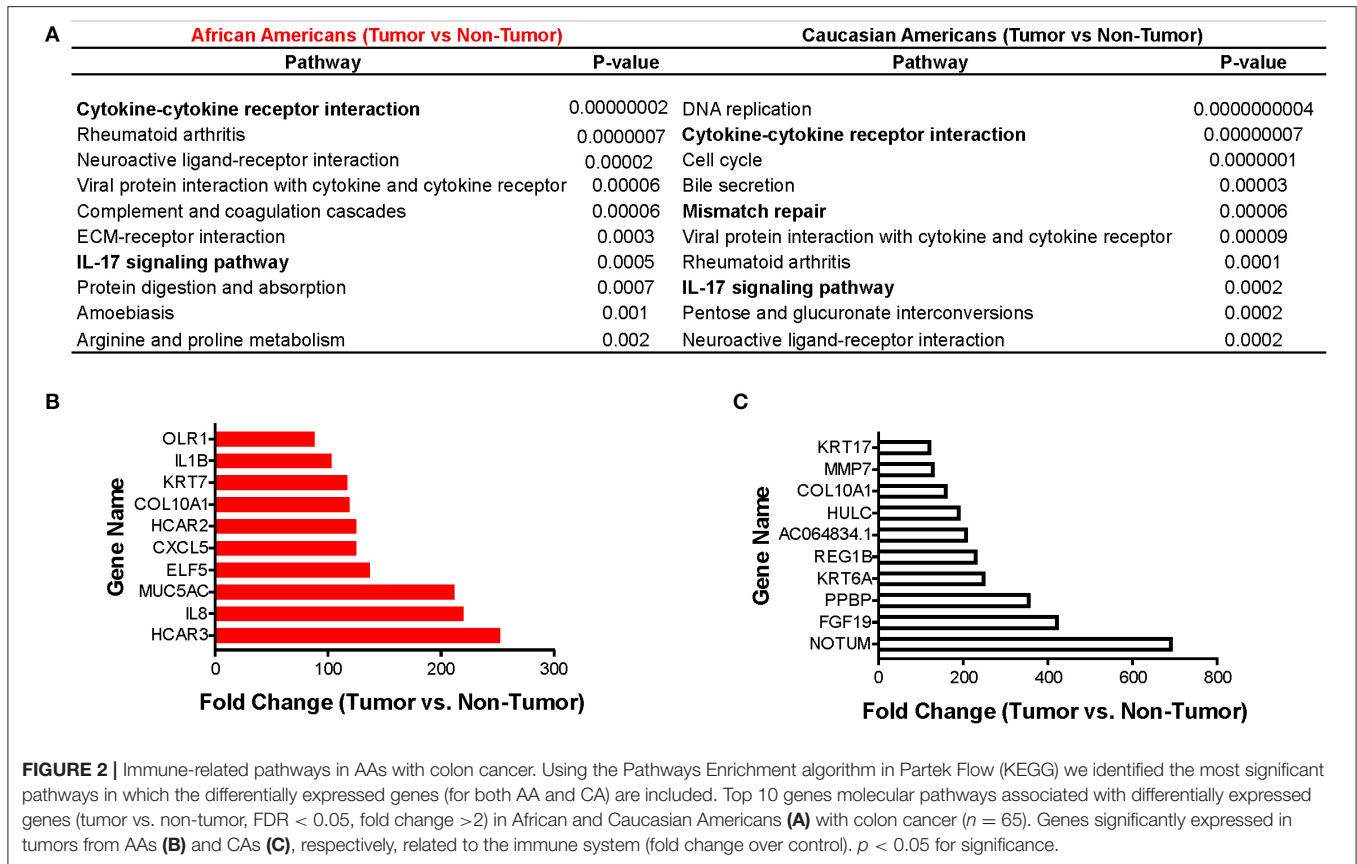 A
African Americans (Tumor vs Non-Tumor) Caucasian Americans (Tumor vs Non-Tumor)
Pathway P-value Pathway P-value
Cytokine-cytokine receptor interaction 0.00000002 DNA replication 0.0000000004
Rheumatoid arthritis 0.0000007 Cytokine-cytokine receptor interaction 0.00000007
Neuroactive ligand-receptor interaction 0.00002 Cell cycle 0.0000001
Viral protein interaction with cytokine and cytokine receptor 0.00006 Bile secretion 0.00003
Complement and coagulation cascades 0.00006 Mismatch repair 0.00006
ECM-receptor interaction 0.0003 Viral protein interaction with cytokine and cytokine receptor 0.00009
IL-17 signaling pathway 0.0005 Rheumatoid arthritis 0.0001
Protein digestion and absorption 0.0007 IL-17 signaling pathway 0.0002
Amoebiasis 0.001 Pentose and glucuronate interconversions 0.0002
Arginine and proline metabolism 0.002 Neuroactive ligand-receptor interaction 0.0002
B
Gene Name
OLR1
IL1B
KRT7
COL10A1
HCAR2
CXCL5
ELF5
MUC5AC
IL8
HCAR3
0 100 200 300
Fold Change (Tumor vs. Non-Tumor)
C
Gene Name
KRT17
MMP7
COL10A1
HULC
AC064834.1
REG1B
KRT6A
PPBP
FGF19
NOTUM
0 200 400 600 800
Fold Change (Tumor vs. Non-Tumor)
FIGURE 2 | Immune-related pathways in AAs with colon cancer. Using the Pathways Enrichment algorithm in Partek Flow (KEGG) we identified the most significant
pathways in which the differentially expressed genes (for both AA and CA) are included. Top 10 genes molecular pathways associated with differentially expressed
genes (tumor vs. non-tumor, FDR < 0.05, fold change >2) in African and Caucasian Americans (A) with colon cancer (n = 65). Genes significantly expressed in
tumors from AAs (B) and CAs (C), respectively, related to the immune system (fold change over control). p < 0.05 for significance.